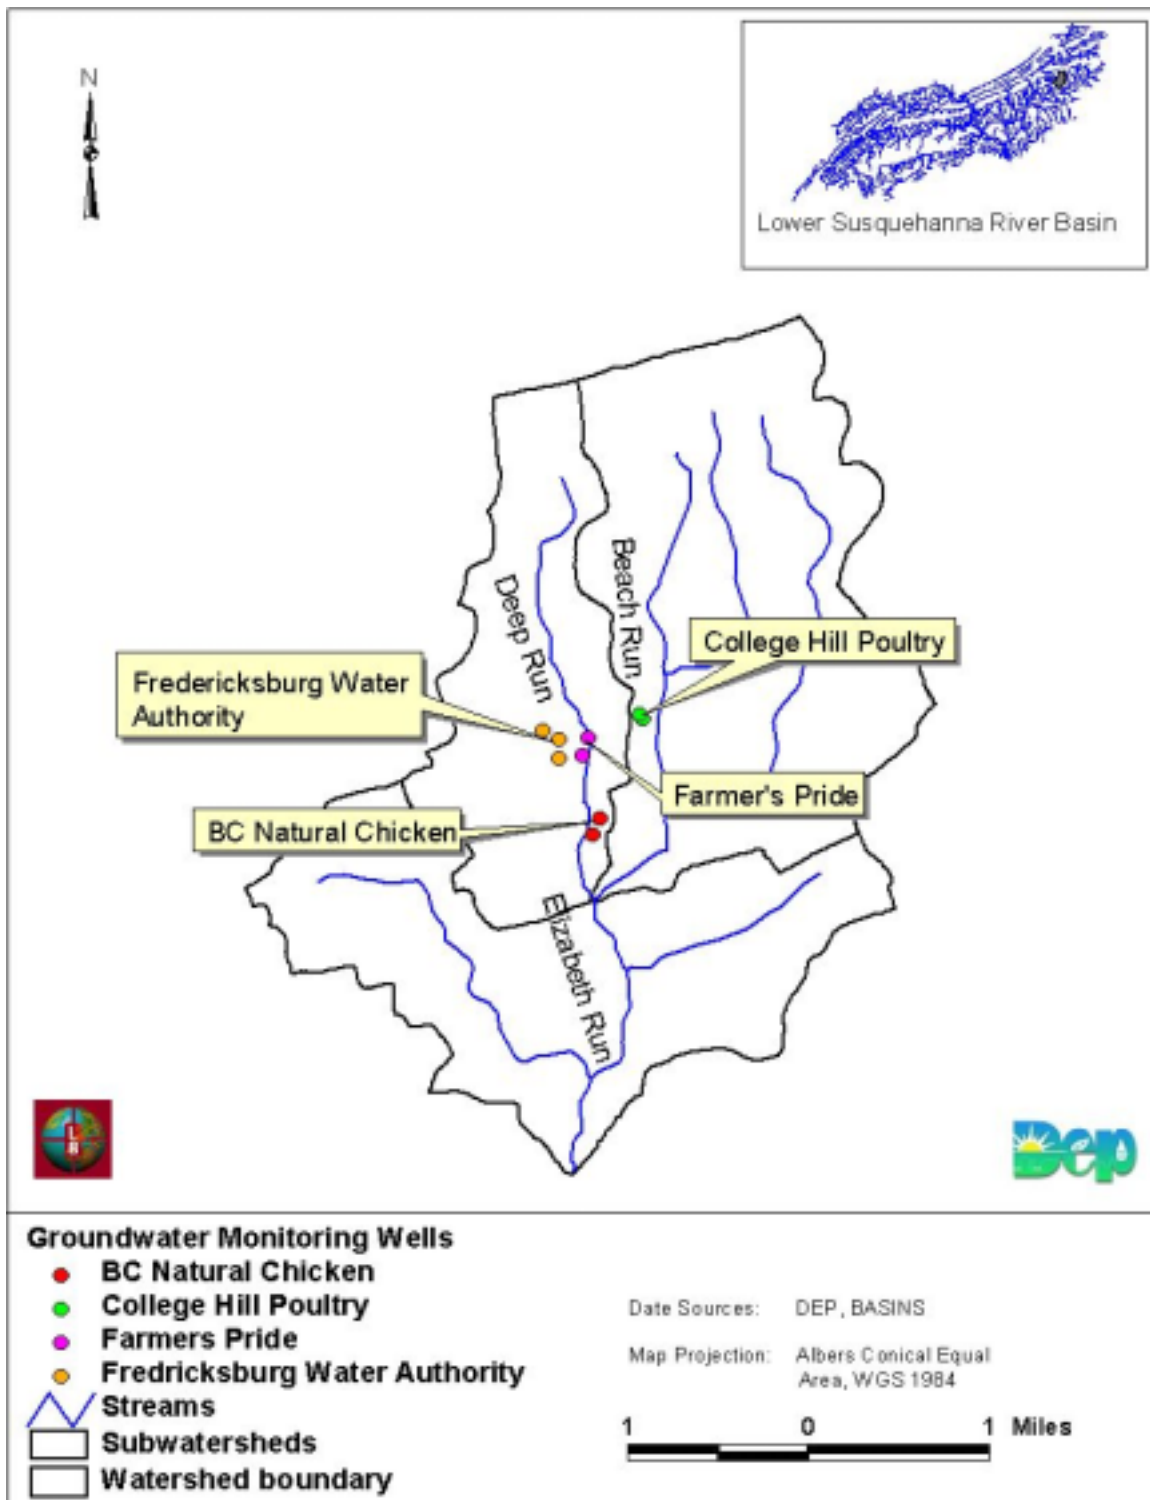 N
Lower Susquehanna River Basin
Beach Run
Deep Run
College Hill Poultry
Fredericksburg Water
Authority
Farmer's Pride
BC Natural Chicken
Elizabeth Run
Dep
Groundwater Monitoring Wells
BC Natural Chicken
College Hill Poultry
Farmers Pride
Fredricksburg Water Authority
Streams
Subwatersheds
Watershed boundary
Date Sources: DEP, BASINS
Map Projection: Albers Conical Equal
Area, WGS 1984
1 0 1 Miles